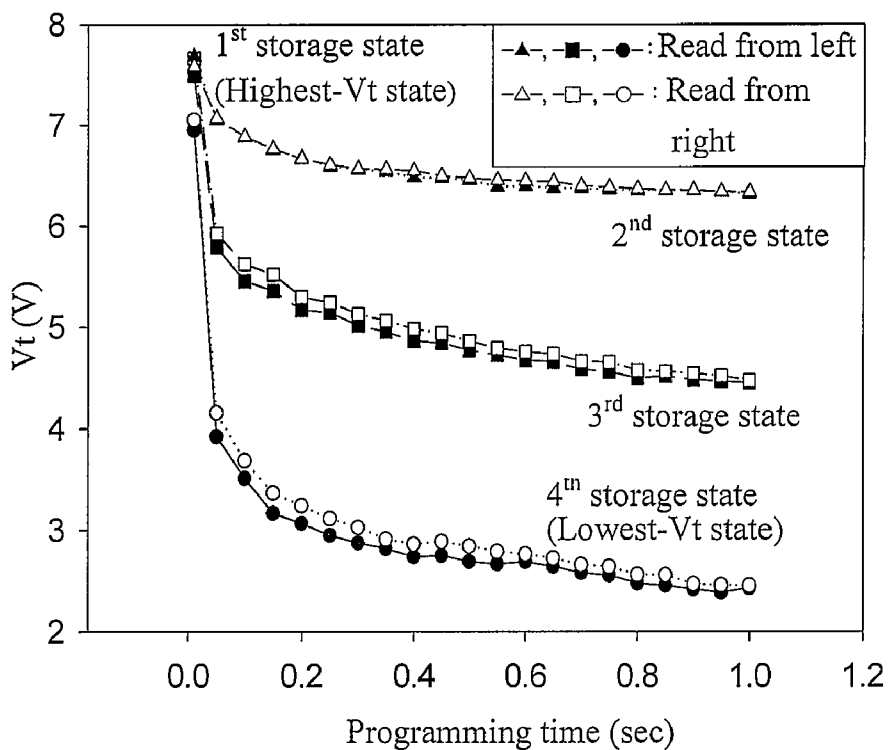 8
7
6
5
4
3
2
Vt (V)
1st storage state
(Highest-Vt state)
: Read from left
: Read from
right
2nd storage state
3rd storage state
4th storage state
(Lowest-Vt state)
0.0 0.2 0.4 0.6 0.8 1.0 1.2
Programming time (sec)